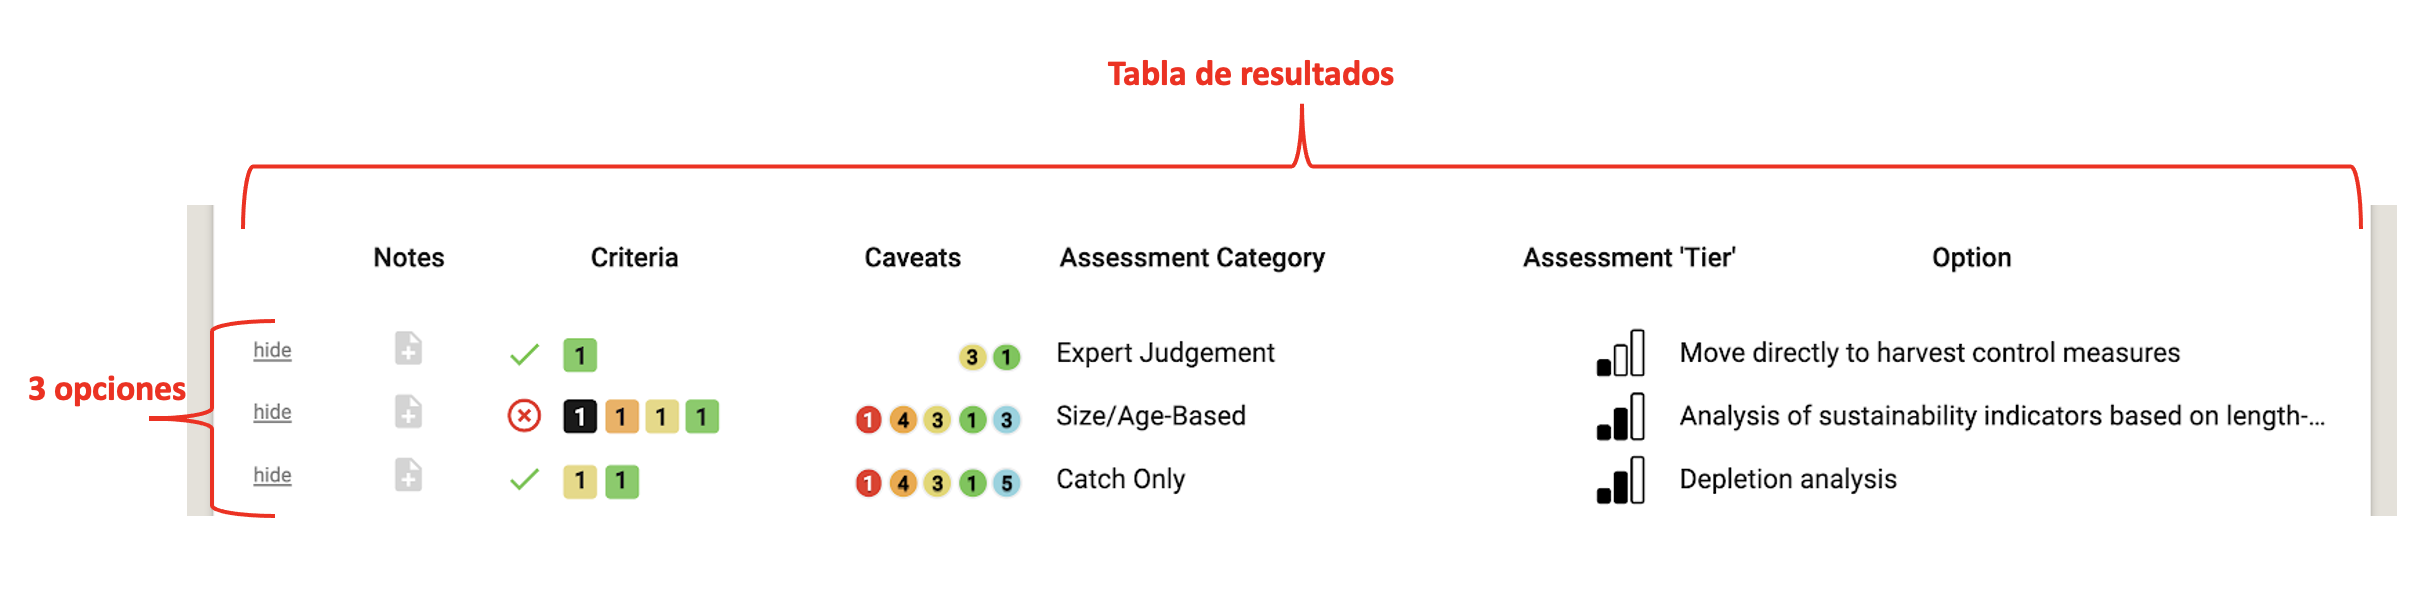 Tabla de resultados
Notes Criteria Caveats Assessment Category Assessment 'Tier' Option
3 opciones
hide 1 3 1 Expert Judgement Move directly to harvest control measures
hide 1 1 1 1 1 4 3 1 3 Size/Age-Based Analysis of sustainability indicators based on length-...
hide 1 1 1 4 3 1 5 Catch Only Depletion analysis